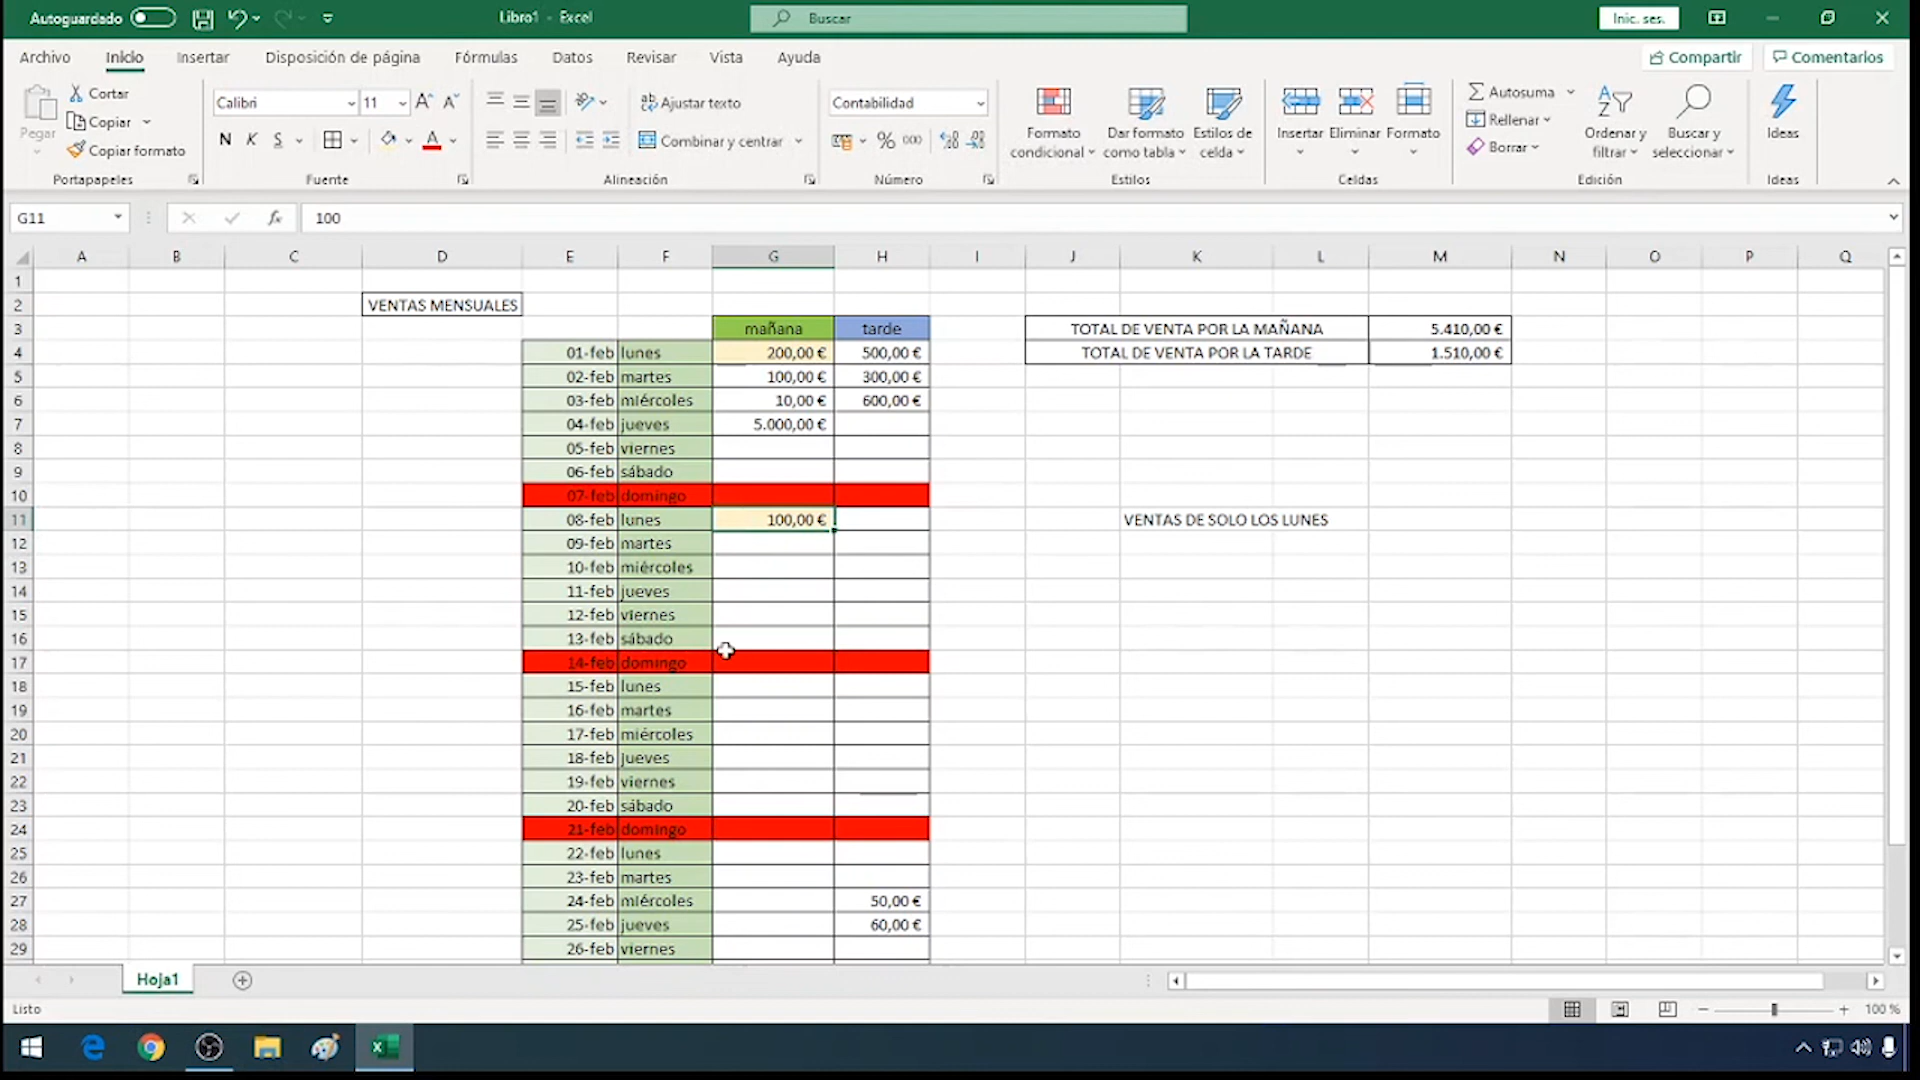 Autoguardado Libro1 - Excel Buscar Inic. ses.
Archivo Inicio Insertar Disposición de página Fórmulas Datos Revisar Vista Ayuda Compartir Comentarios
Pegar
Cortar
Copiar
Copiar formato
Portapapeles
Calibri 11
N K S
Fuente
Ajustar texto
Combinar y centrar
Alineación
Contabilidad
% 000
Número
Formato condicional
Dar formato como tabla
Estilos de celda
Estilos
Insertar Eliminar Formato
Celdas
Autosuma
Rellenar
Borrar
Ordenar y filtrar
Buscar y seleccionar
Edición
Ideas
Ideas
G11 fx 100
A B C D E F G H I J K L M N O P Q
1
2 VENTAS MENSUALES
3 mañana tarde TOTAL DE VENTA POR LA MAÑANA 5.410,00 €
4 01-feb lunes 200,00 € 500,00 € TOTAL DE VENTA POR LA TARDE 1.510,00 €
5 02-feb martes 100,00 € 300,00 €
6 03-feb miércoles 10,00 € 600,00 €
7 04-feb jueves 5.000,00 €
8 05-feb viernes
9 06-feb sábado
10 07-feb domingo
11 08-feb lunes 100,00 € VENTAS DE SOLO LOS LUNES
12 09-feb martes
13 10-feb miércoles
14 11-feb jueves
15 12-feb viernes
16 13-feb sábado
17 14-feb domingo
18 15-feb lunes
19 16-feb martes
20 17-feb miércoles
21 18-feb jueves
22 19-feb viernes
23 20-feb sábado
24 21-feb domingo
25 22-feb lunes
26 23-feb martes
27 24-feb miércoles 50,00 €
28 25-feb jueves 60,00 €
29 26-feb viernes
Hoja1
Listo 100 %